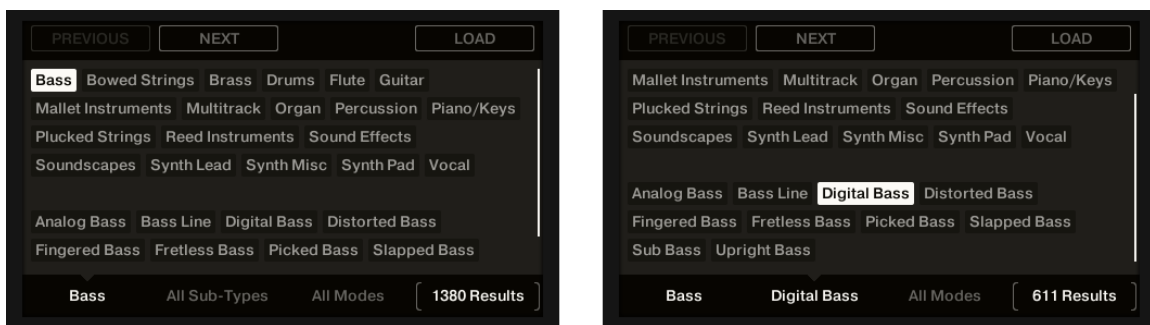 PREVIOUS NEXT LOAD
Bass Bowed Strings Brass Drums Flute Guitar
Mallet Instruments Multitrack Organ Percussion Piano/Keys
Plucked Strings Reed Instruments Sound Effects
Soundscapes Synth Lead Synth Misc Synth Pad Vocal
Analog Bass Bass Line Digital Bass Distorted Bass
Fingered Bass Fretless Bass Picked Bass Slapped Bass
Bass All Sub-Types All Modes 1380 Results
PREVIOUS NEXT LOAD
Mallet Instruments Multitrack Organ Percussion Piano/Keys
Plucked Strings Reed Instruments Sound Effects
Soundscapes Synth Lead Synth Misc Synth Pad Vocal
Analog Bass Bass Line Digital Bass Distorted Bass
Fingered Bass Fretless Bass Picked Bass Slapped Bass
Sub Bass Upright Bass
Bass Digital Bass All Modes 611 Results